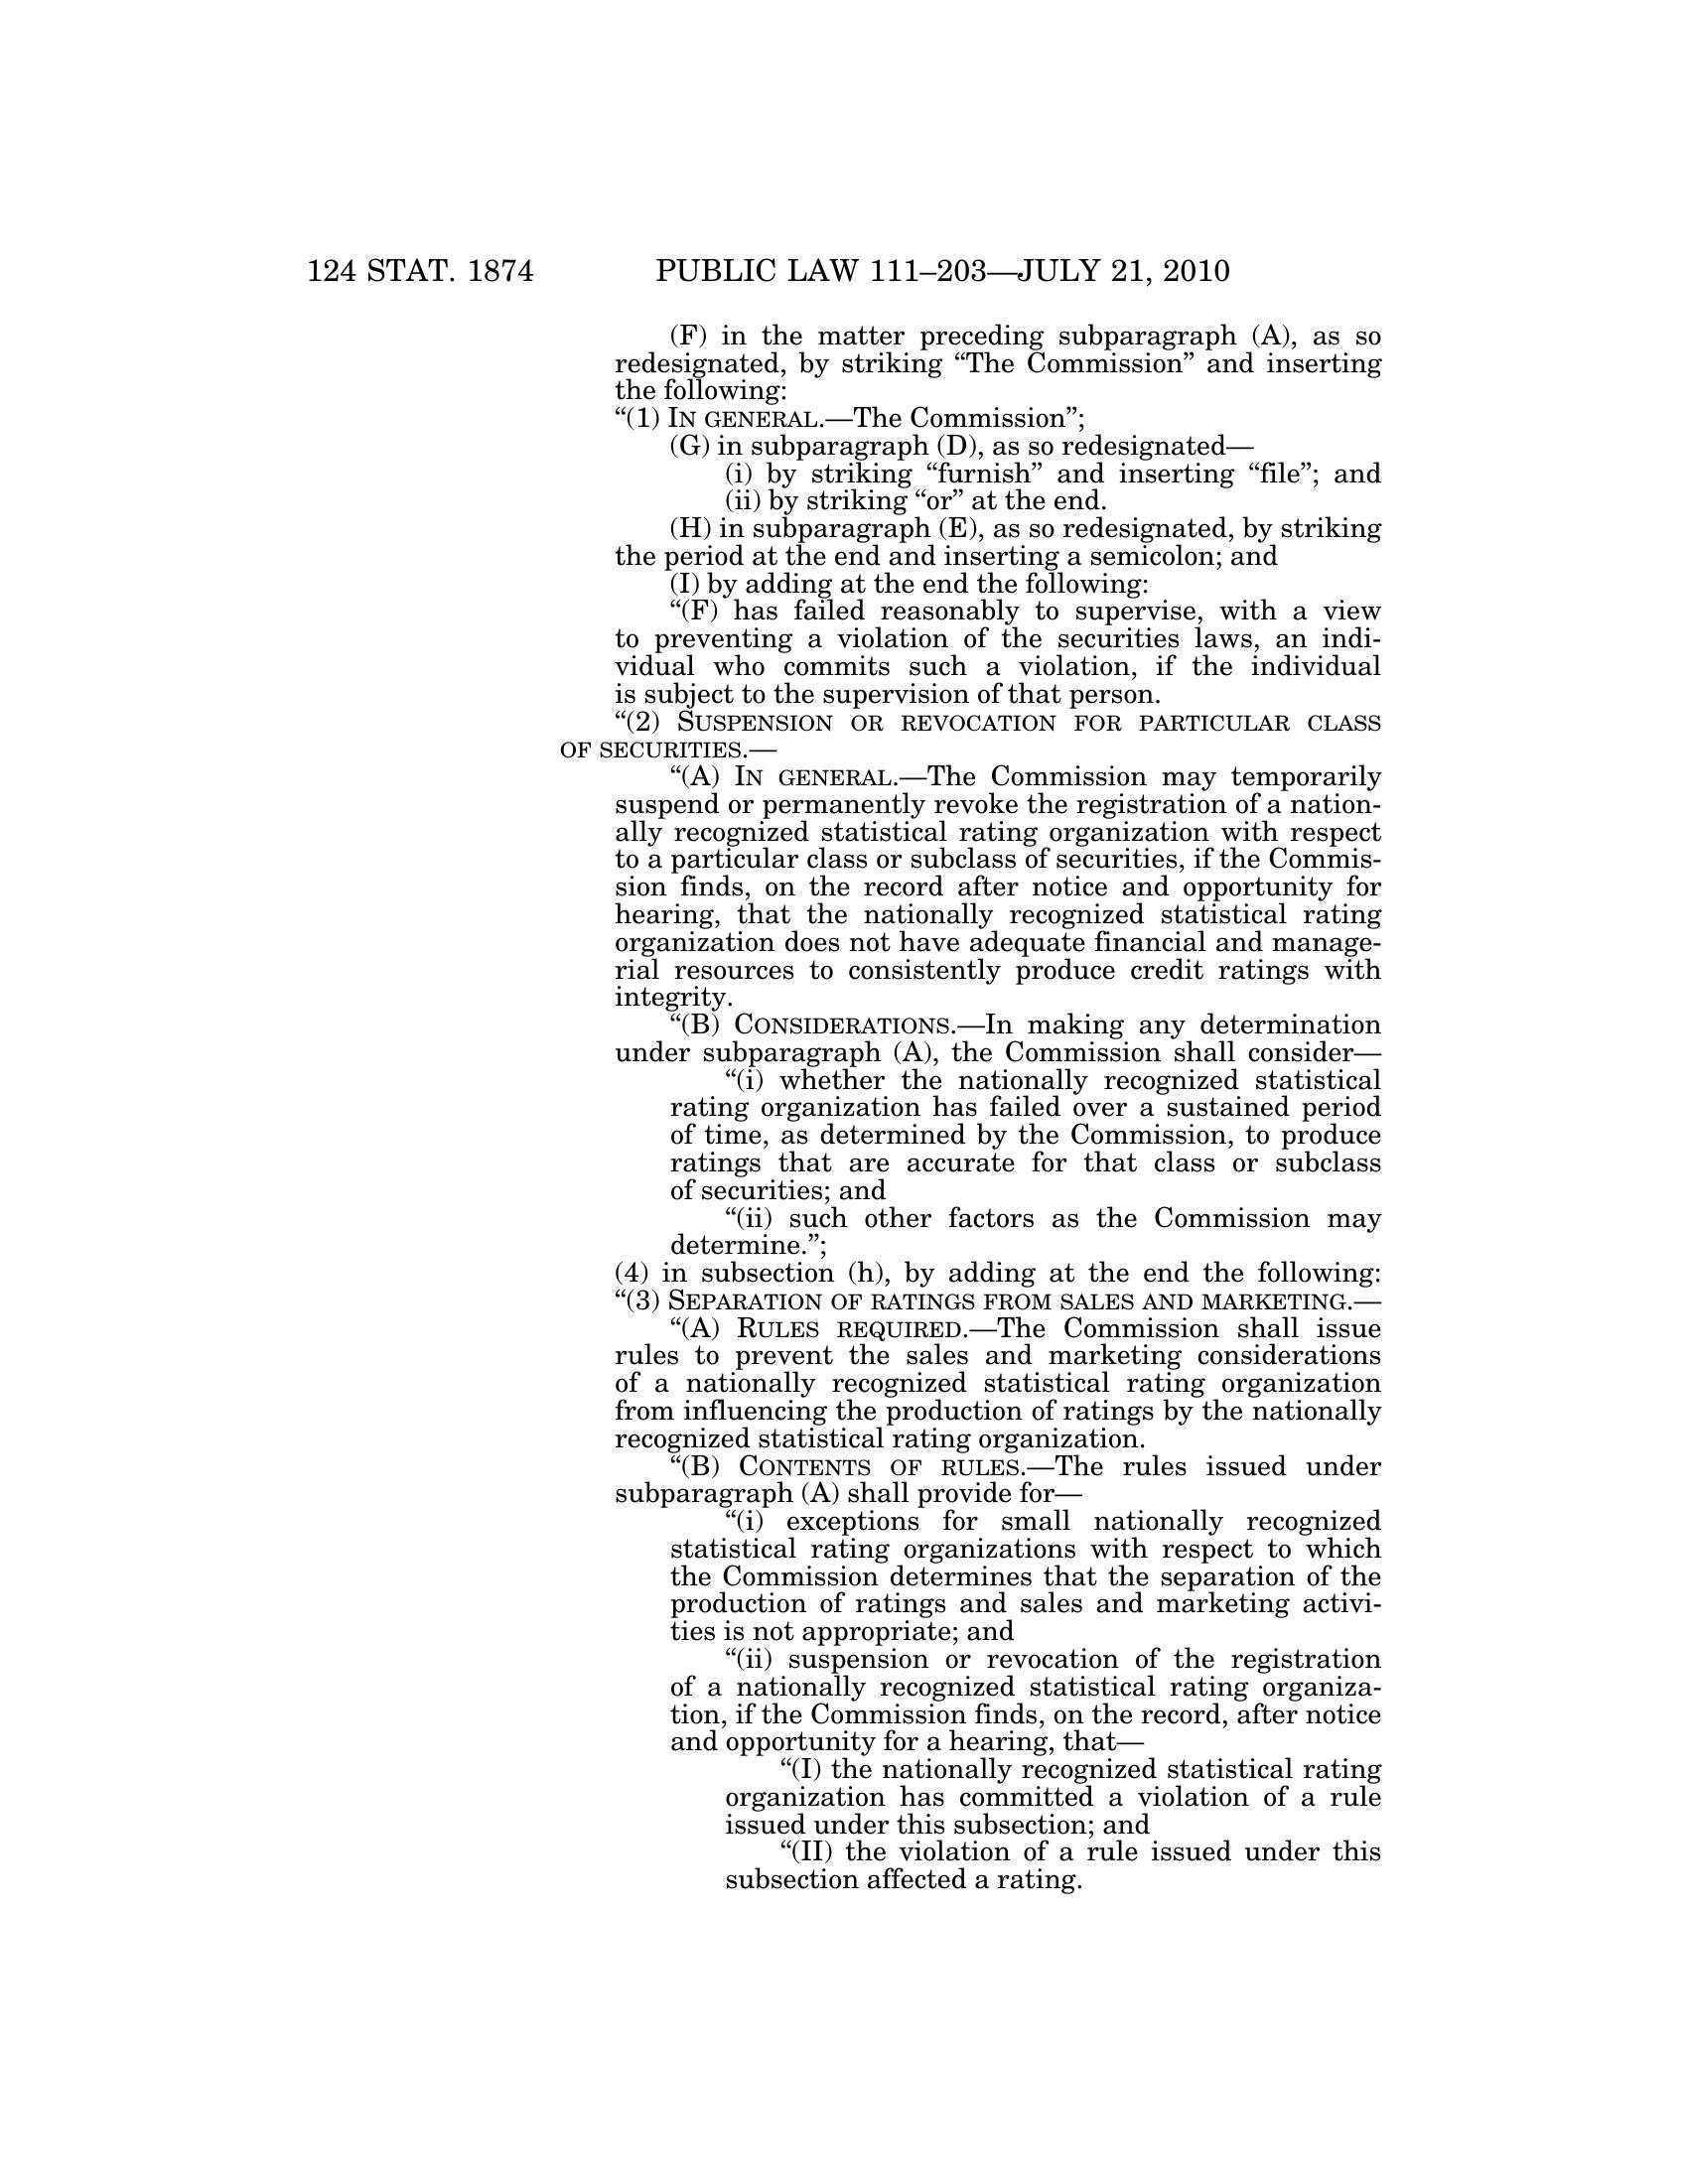 124 STAT. 1874 PUBLIC LAW 111–203—JULY 21, 2010
(F) in the matter preceding subparagraph (A), as so
redesignated, by striking “The Commission” and inserting
the following:
“(1) IN GENERAL.—The Commission”;
(G) in subparagraph (D), as so redesignated—
(i) by striking “furnish” and inserting “file”; and
(ii) by striking “or” at the end.
(H) in subparagraph (E), as so redesignated, by striking
the period at the end and inserting a semicolon; and
(I) by adding at the end the following:
“(F) has failed reasonably to supervise, with a view
to preventing a violation of the securities laws, an indi-
vidual who commits such a violation, if the individual
is subject to the supervision of that person.
“(2) SUSPENSION OR REVOCATION FOR PARTICULAR CLASS
OF SECURITIES.—
“(A) IN GENERAL.—The Commission may temporarily
suspend or permanently revoke the registration of a nation-
ally recognized statistical rating organization with respect
to a particular class or subclass of securities, if the Commis-
sion finds, on the record after notice and opportunity for
hearing, that the nationally recognized statistical rating
organization does not have adequate financial and manage-
rial resources to consistently produce credit ratings with
integrity.
“(B) CONSIDERATIONS.—In making any determination
under subparagraph (A), the Commission shall consider—
“(i) whether the nationally recognized statistical
rating organization has failed over a sustained period
of time, as determined by the Commission, to produce
ratings that are accurate for that class or subclass
of securities; and
“(ii) such other factors as the Commission may
determine.”;
(4) in subsection (h), by adding at the end the following:
“(3) SEPARATION OF RATINGS FROM SALES AND MARKETING.—
“(A) RULES REQUIRED.—The Commission shall issue
rules to prevent the sales and marketing considerations
of a nationally recognized statistical rating organization
from influencing the production of ratings by the nationally
recognized statistical rating organization.
“(B) CONTENTS OF RULES.—The rules issued under
subparagraph (A) shall provide for—
“(i) exceptions for small nationally recognized
statistical rating organizations with respect to which
the Commission determines that the separation of the
production of ratings and sales and marketing activi-
ties is not appropriate; and
“(ii) suspension or revocation of the registration
of a nationally recognized statistical rating organiza-
tion, if the Commission finds, on the record, after notice
and opportunity for a hearing, that—
“(I) the nationally recognized statistical rating
organization has committed a violation of a rule
issued under this subsection; and
“(II) the violation of a rule issued under this
subsection affected a rating.